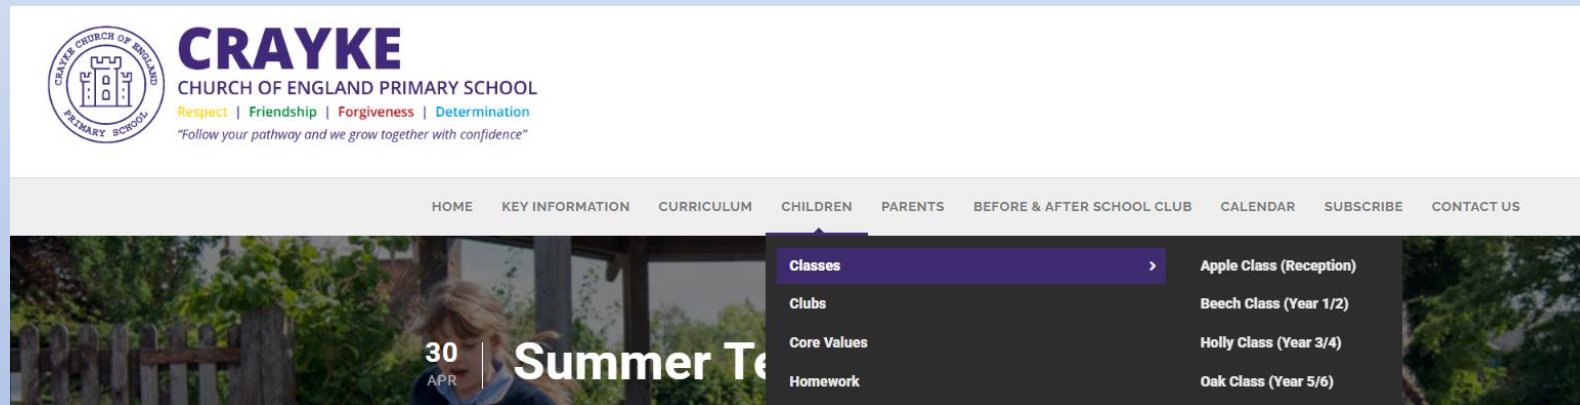 CRAYKE CHURCH OF ENGLAND
PRIMARY SCHOOL
CRAYKE
CHURCH OF ENGLAND PRIMARY SCHOOL
Respect | Friendship | Forgiveness | Determination
"Follow your pathway and we grow together with confidence"
HOME KEY INFORMATION CURRICULUM CHILDREN PARENTS BEFORE & AFTER SCHOOL CLUB CALENDAR SUBSCRIBE CONTACT US
Classes
Clubs
Core Values
Homework
Apple Class (Reception)
Beech Class (Year 1/2)
Holly Class (Year 3/4)
Oak Class (Year 5/6)
30
APR
Summer